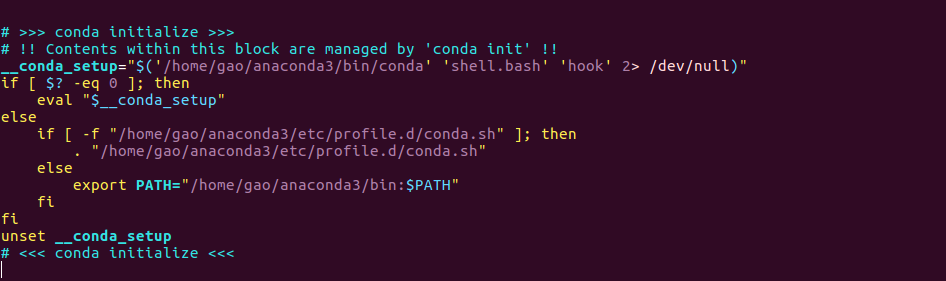 # >>> conda initialize >>>
# !! Contents within this block are managed by 'conda init' !!
__conda_setup="$('/home/gao/anaconda3/bin/conda' 'shell.bash' 'hook' 2> /dev/null)"
if [ $? -eq 0 ]; then
    eval "$__conda_setup"
else
    if [ -f "/home/gao/anaconda3/etc/profile.d/conda.sh" ]; then
        . "/home/gao/anaconda3/etc/profile.d/conda.sh"
    else
        export PATH="/home/gao/anaconda3/bin:$PATH"
    fi
fi
unset __conda_setup
# <<< conda initialize <<<